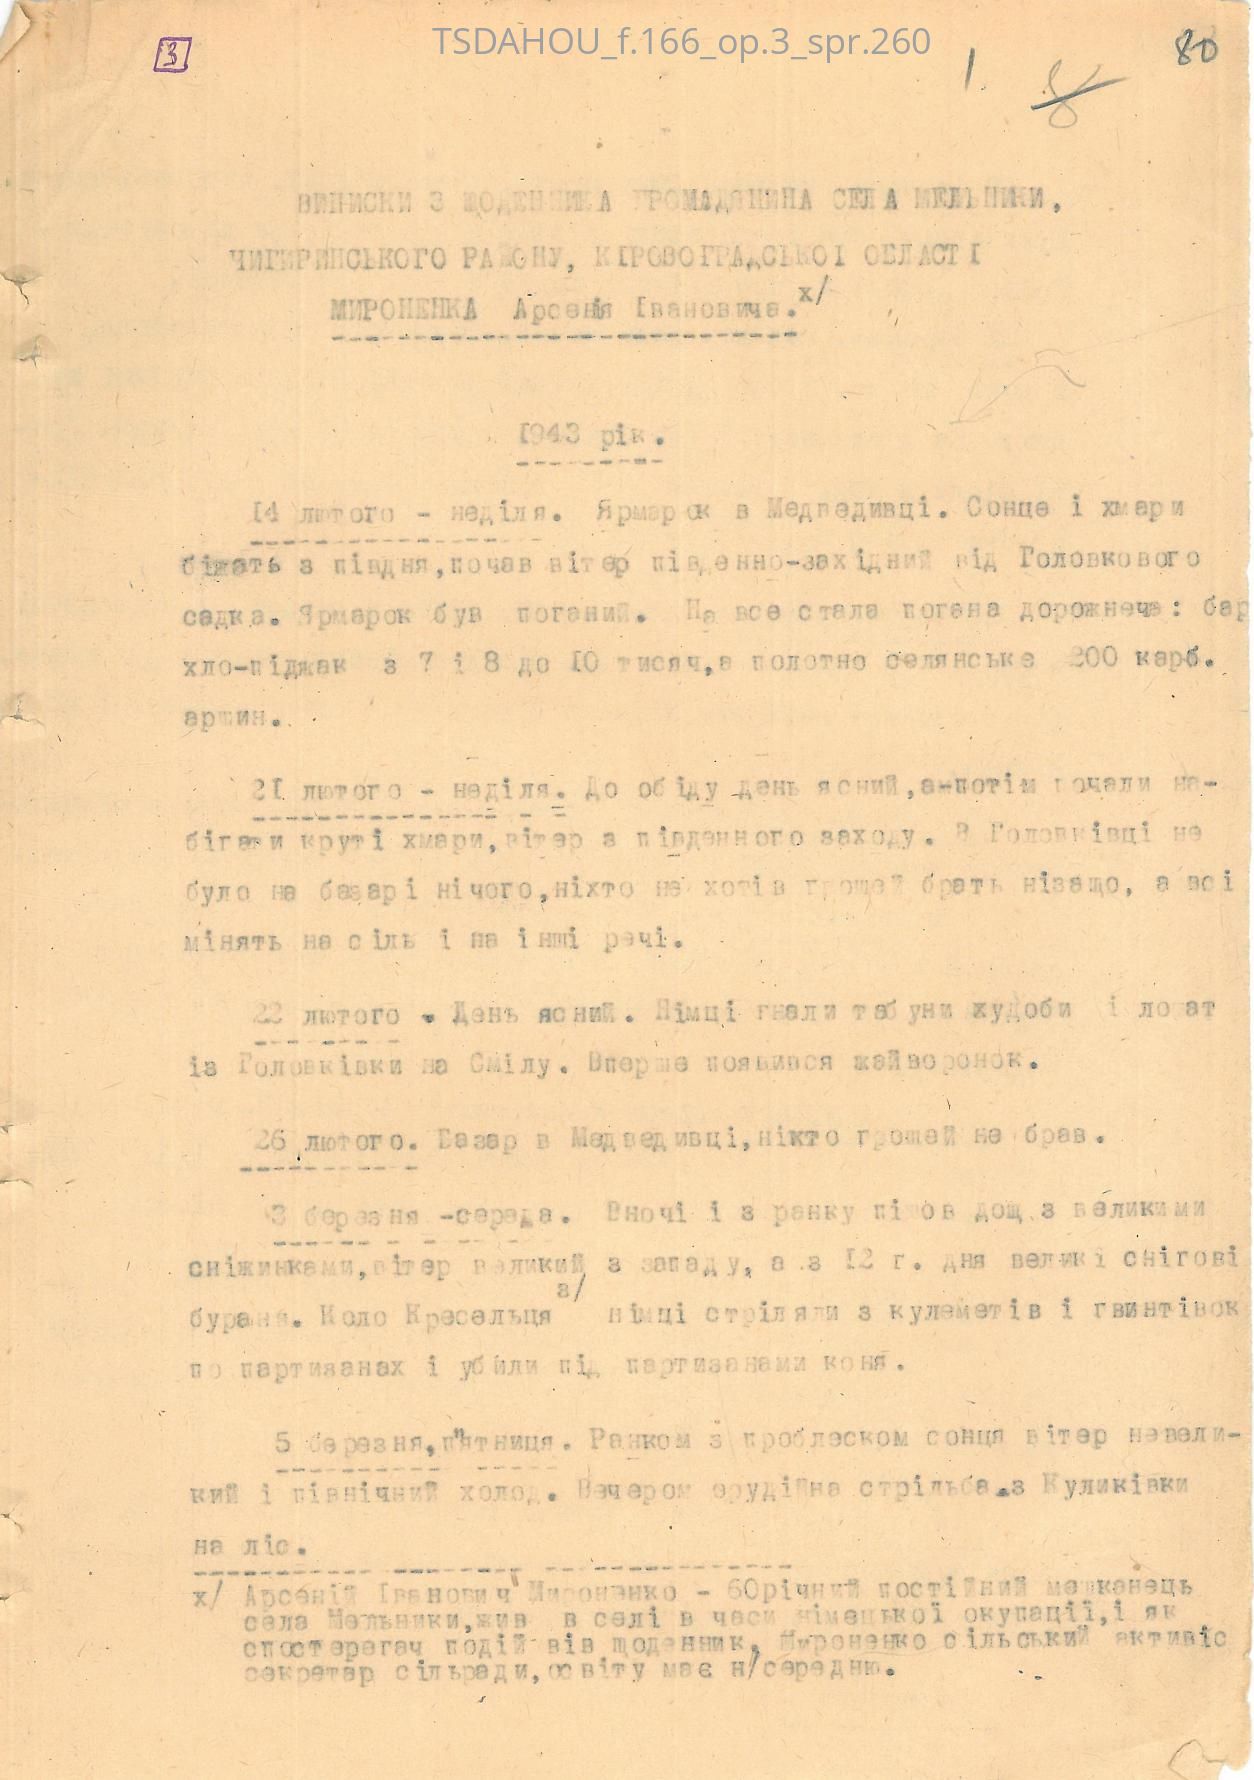 TSDAHOU_f.166_op.3_spr.260
3
80
1.
8
ВИПИСКИ З ЩОДЕННИКА ГРОМАДЯНИНА СЕЛА МЕЛЬНИКИ,
ЧИГИРИНСЬКОГО РАЙОНУ, КІРОВОГРАДСЬКОІ ОБЛАСТІ
МИРОНЕНКА Арсенія Івановича.х/
1943 рік.
14 лютого - неділя. Ярмарок в Медведивці. Сонце і хмари
біжать з півдня,почав вітер південно-західний від Головкового
садка. Ярмарок був поганий. На все стала погана дорожнеча: бар
хло-піджак з 7 і 8 до 10 тисяч,а полотно селянське 200 карб.
аршин.
21 лютого - неділя. До обіду день ясний,а потім почали на-
бігати круті хмари,вітер з південного заходу. В Головківці не
було на базарі нічого,ніхто не хотів грошей брать нізащо, а всі
мінять на сіль і на інші речі.
22 лютого. День ясний. Німці гнали табуни худоби і лошат
із Головківки на Смілу. Вперше появився жайворонок.
26 лютого. Базар в Медведивці,ніхто грошей не брав.
3 березня -середа. Вночі і з ранку пішов дощ з великими
сніжинками,вітер великий з западу, а з 12 г. дня великі снігові
бурани. Коло Кресельця з/ німці стріляли з кулеметів і гвинтівок
по партизанах і убили під партизанами коня.
5 березня,п"ятниця. Ранком з проблеском сонця вітер невели-
кий і північний холод. Вечером орудійна стрільба з Куликівки
на ліс.
х/ Арсеній Іванович Мироненко - 60річний постійний мешканець
села Мельники,жив в селі в часи німецької окупації,і як
спостерегач подій вів щоденник, Мироненко сільський активіс
секретар сільради,освіту має н/середню.